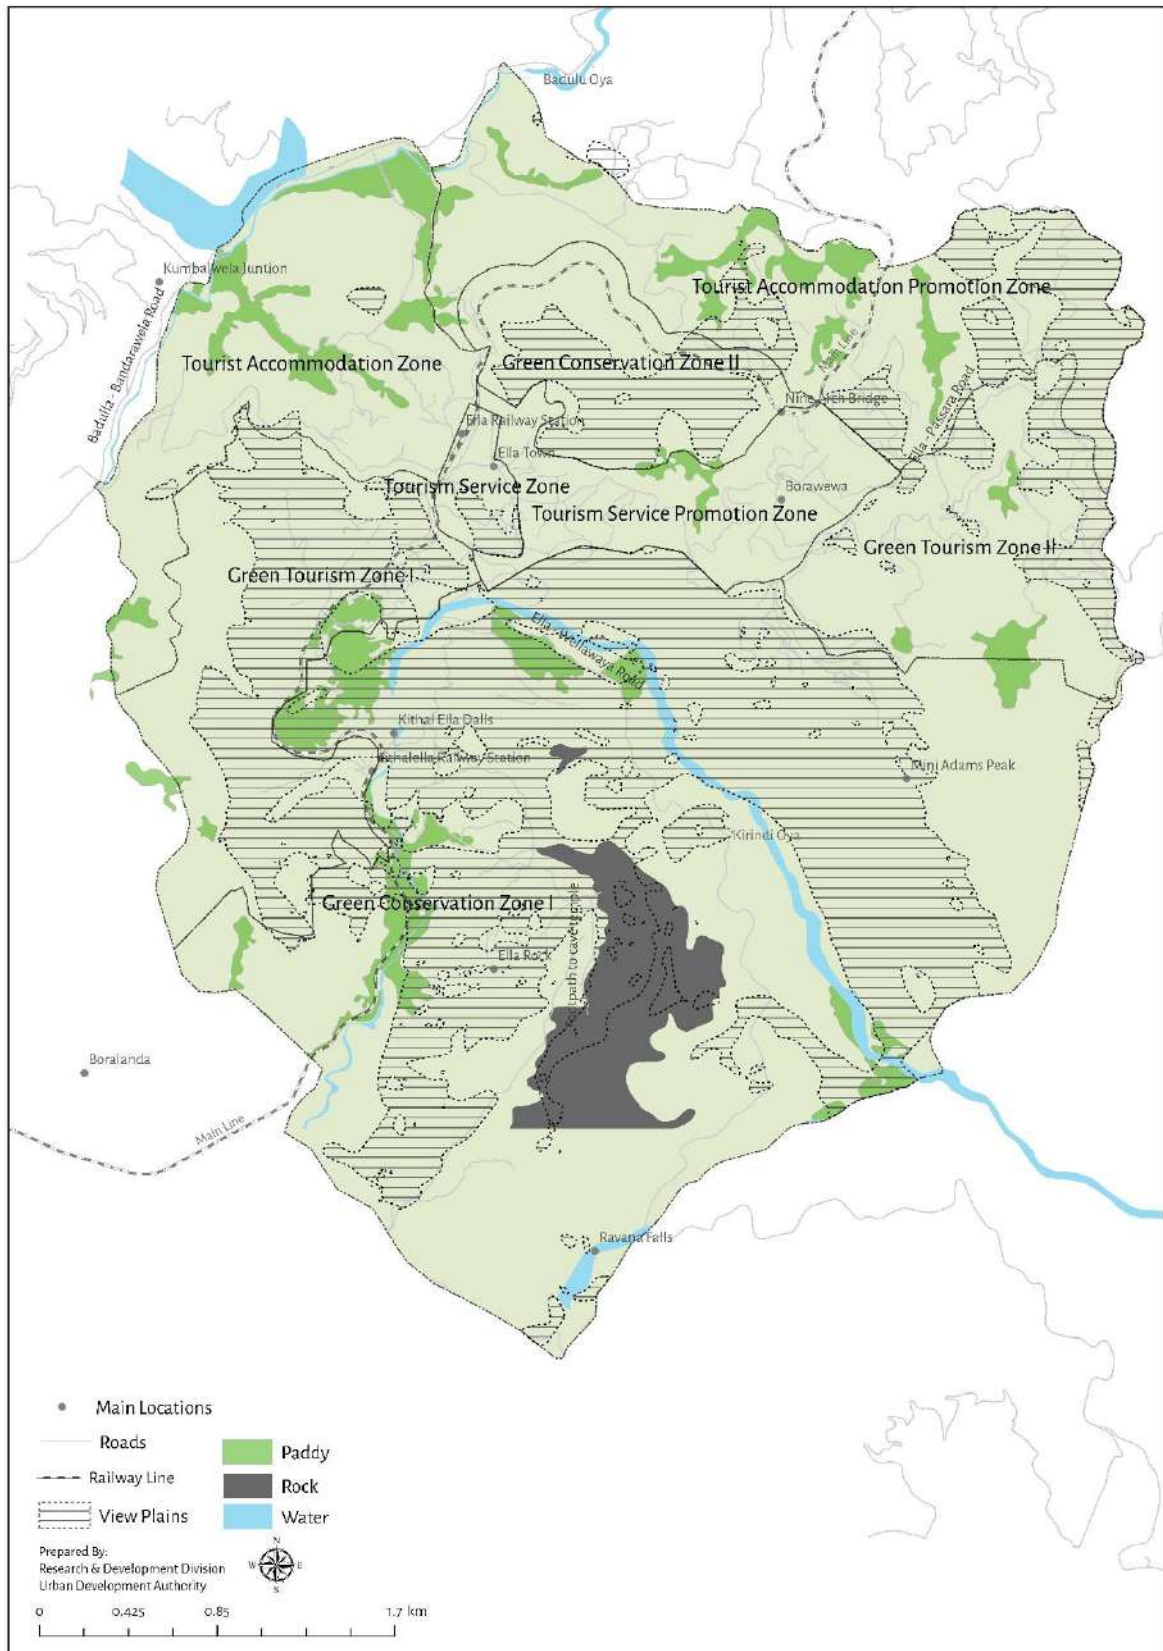 Badulu Oya
Kumbalwela Juntion
Badulla - Bandarawela Road
Tourist Accommodation Promotion Zone
Tourist Accommodation Zone
Green Conservation Zone II
Main Line
Nine Arch Bridge
Ella Railway Station
Ella Town
Ella - Passara Road
Tourism Service Zone
Borawewa
Tourism Service Promotion Zone
Green Tourism Zone II
Green Tourism Zone I
Ella - Wellawaya Road
Kithal Ella Dalls
Kithalella Railway Station
Mini Adams Peak
Kirindi Oya
Green Conservation Zone I
Footpath to cave temple
Ella Rock
Boralanda
Main Line
Ravana Falls
Main Locations
Roads
Railway Line
View Plains
Paddy
Rock
Water
Prepared By:
Research & Development Division
Urban Development Authority
N
W E
S
0 0.425 0.85 1.7 km